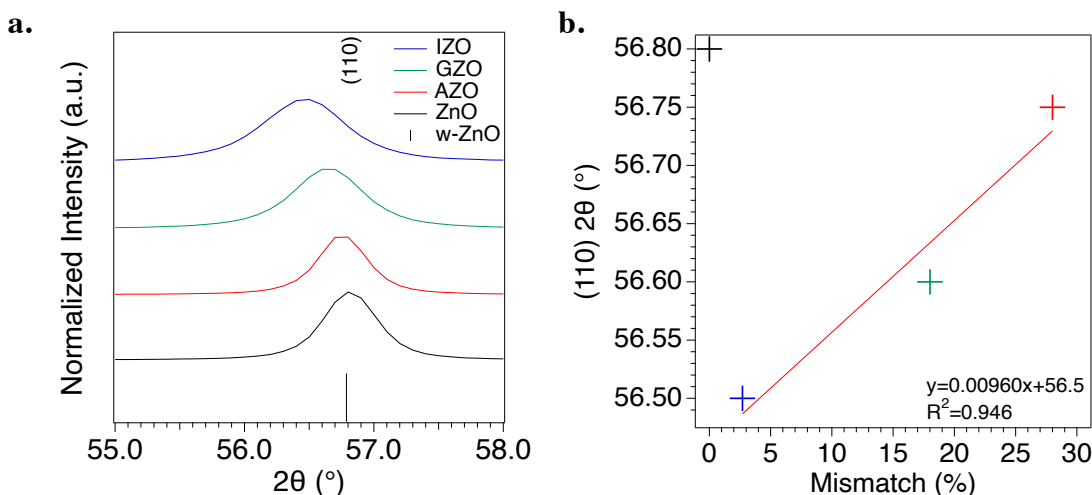 a.
Normalized Intensity (a.u.)
(110)
IZO
GZO
AZO
ZnO
w-ZnO
55.0 56.0 57.0 58.0
2θ (°)
b.
(110) 2θ (°)
56.80
56.75
56.70
56.65
56.60
56.55
56.50
y=0.00960x+56.5
R²=0.946
0 5 10 15 20 25 30
Mismatch (%)